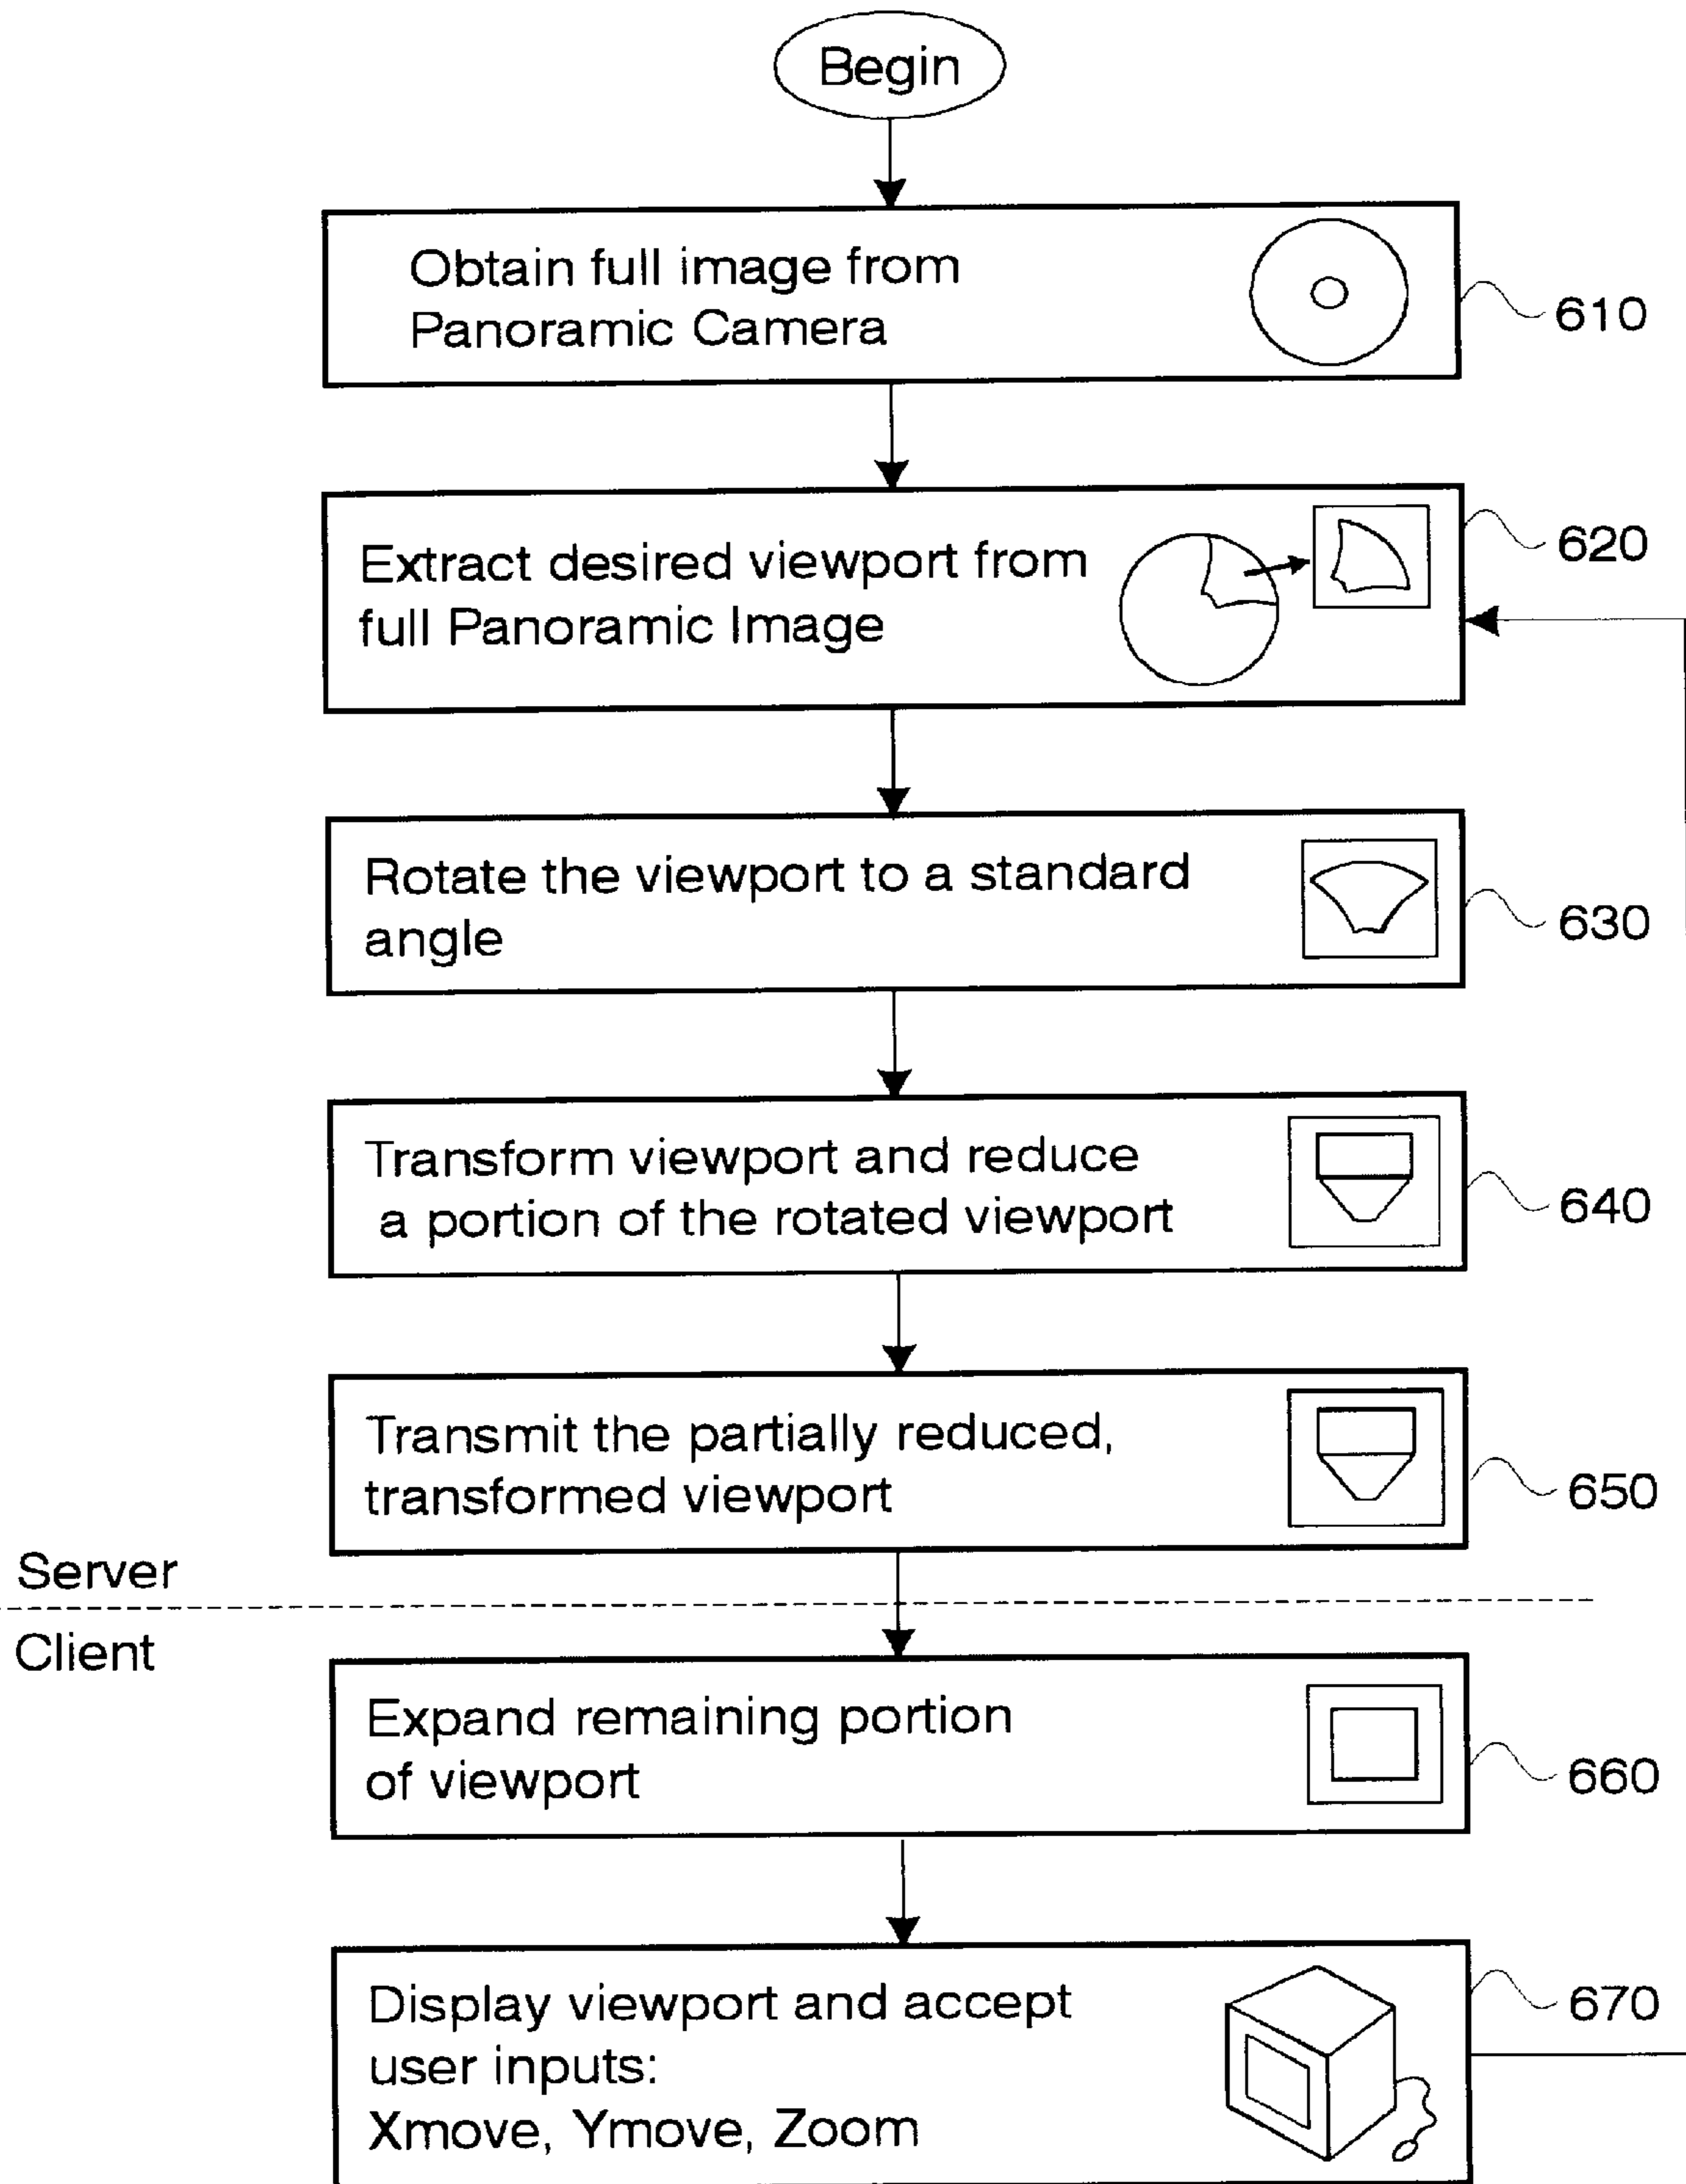 Begin
Obtain full image from
Panoramic Camera
610
Extract desired viewport from
full Panoramic Image
620
Rotate the viewport to a standard
angle
630
Transform viewport and reduce
a portion of the rotated viewport
640
Transmit the partially reduced,
transformed viewport
650
Server
Client
Expand remaining portion
of viewport
660
Display viewport and accept
user inputs:
Xmove, Ymove, Zoom
670